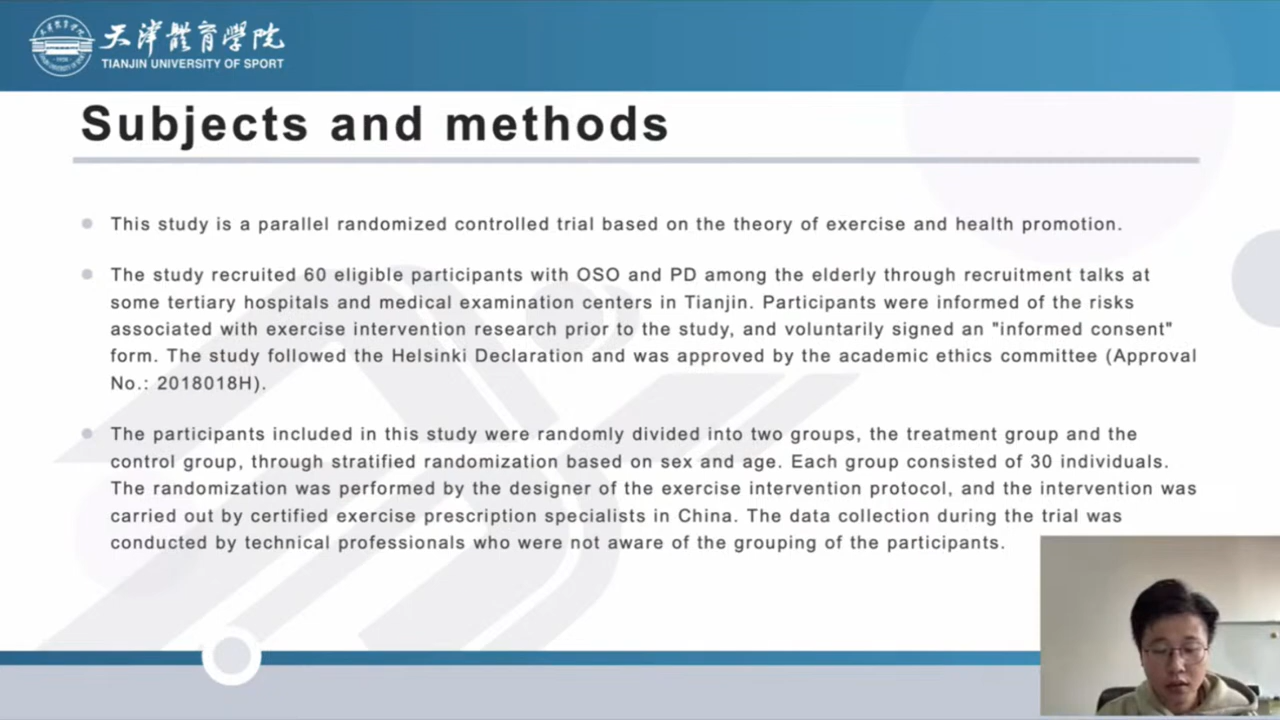 天津體育學院
TIANJIN UNIVERSITY OF SPORT
Subjects and methods
This study is a parallel randomized controlled trial based on the theory of exercise and health promotion.
The study recruited 60 eligible participants with OSO and PD among the elderly through recruitment talks at
some tertiary hospitals and medical examination centers in Tianjin. Participants were informed of the risks
associated with exercise intervention research prior to the study, and voluntarily signed an "informed consent"
form. The study followed the Helsinki Declaration and was approved by the academic ethics committee (Approval
No.: 2018018H).
The participants included in this study were randomly divided into two groups, the treatment group and the
control group, through stratified randomization based on sex and age. Each group consisted of 30 individuals.
The randomization was performed by the designer of the exercise intervention protocol, and the intervention was
carried out by certified exercise prescription specialists in China. The data collection during the trial was
conducted by technical professionals who were not aware of the grouping of the participants.